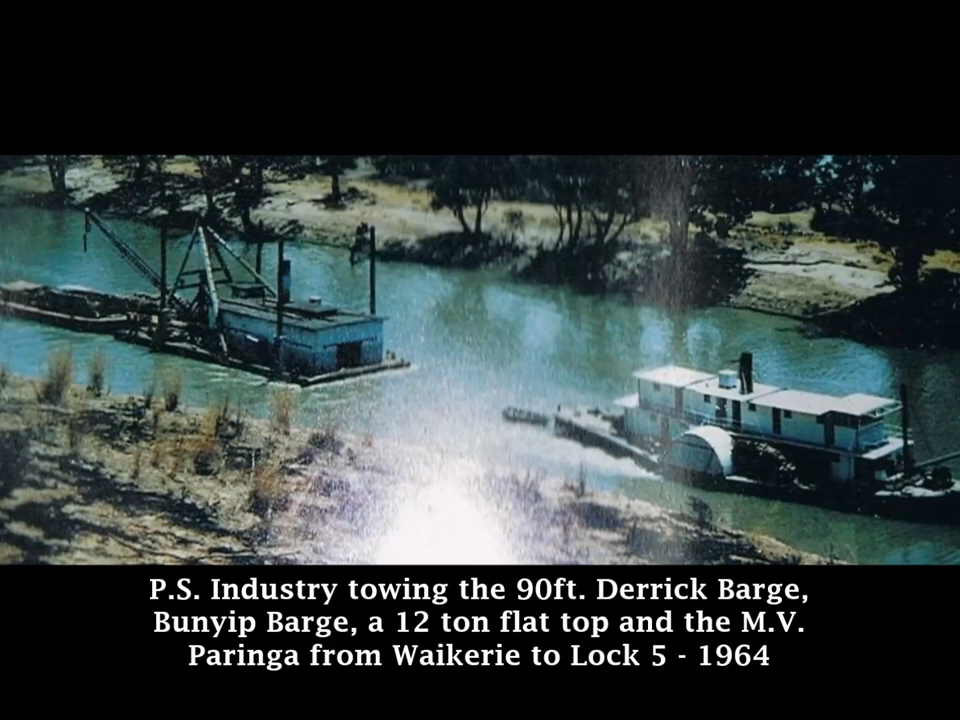 P.S. Industry towing the 90ft. Derrick Barge,
Bunyip Barge, a 12 ton flat top and the M.V.
Paringa from Waikerie to Lock 5 - 1964